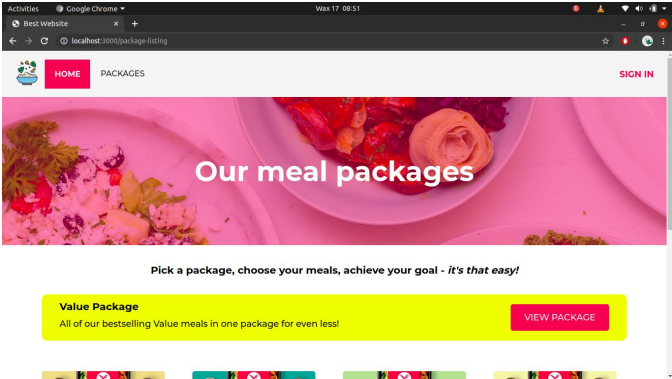 Activities
Google Chrome
Wax 17 08:51
Best Website
localhost:3000/package-listing
HOME
PACKAGES
SIGN IN
Our meal packages
Pick a package, choose your meals, achieve your goal - it's that easy!
Value Package
All of our bestselling Value meals in one package for even less!
VIEW PACKAGE